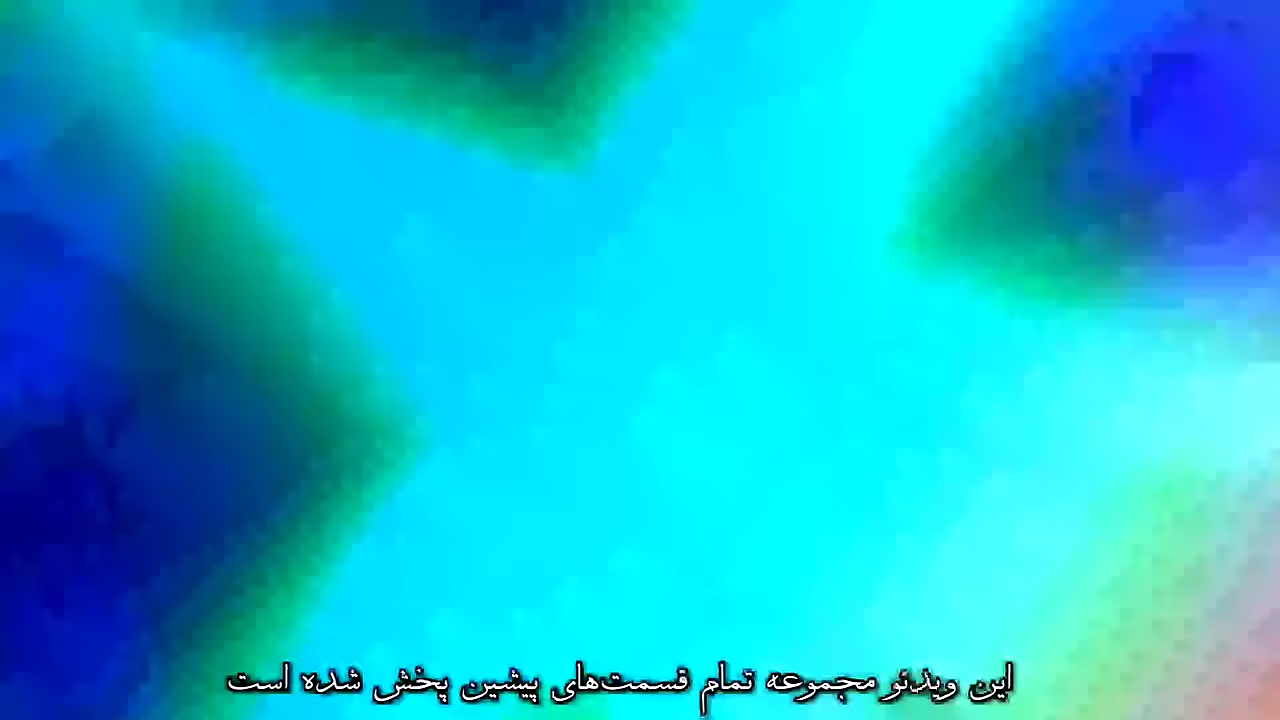 این ویدئو مجموعه تمام قسمت‌های پیشین پخش شده است